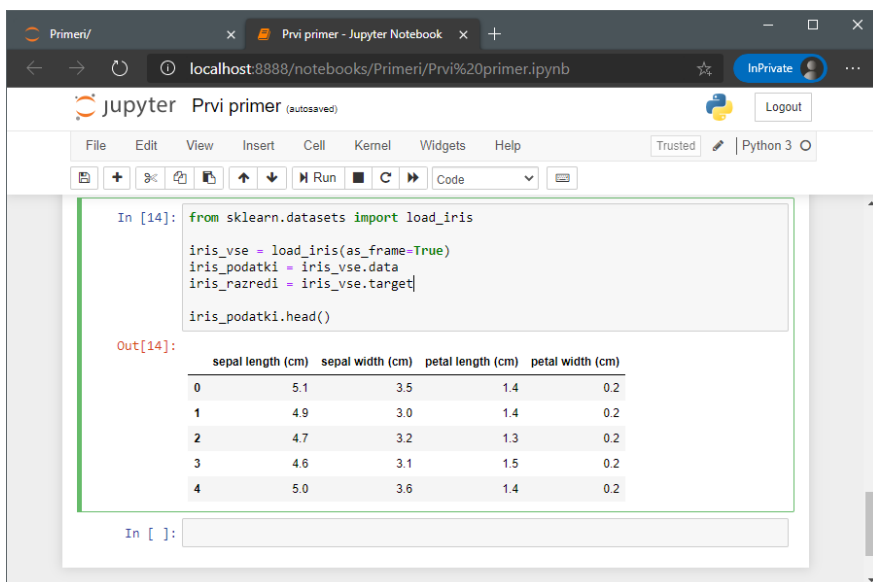 Primeri/
Prvi primer - Jupyter Notebook
localhost:8888/notebooks/Primeri/Prvi%20primer.ipynb
InPrivate
jupyter Prvi primer (autosaved)
Logout
File Edit View Insert Cell Kernel Widgets Help
Trusted
Python 3
Run
Code
In [14]: from sklearn.datasets import load_iris
iris_vse = load_iris(as_frame=True)
iris_podatki = iris_vse.data
iris_razredi = iris_vse.target
iris_podatki.head()
Out[14]:
sepal length (cm) sepal width (cm) petal length (cm) petal width (cm)
0 5.1 3.5 1.4 0.2
1 4.9 3.0 1.4 0.2
2 4.7 3.2 1.3 0.2
3 4.6 3.1 1.5 0.2
4 5.0 3.6 1.4 0.2
In [ ]: